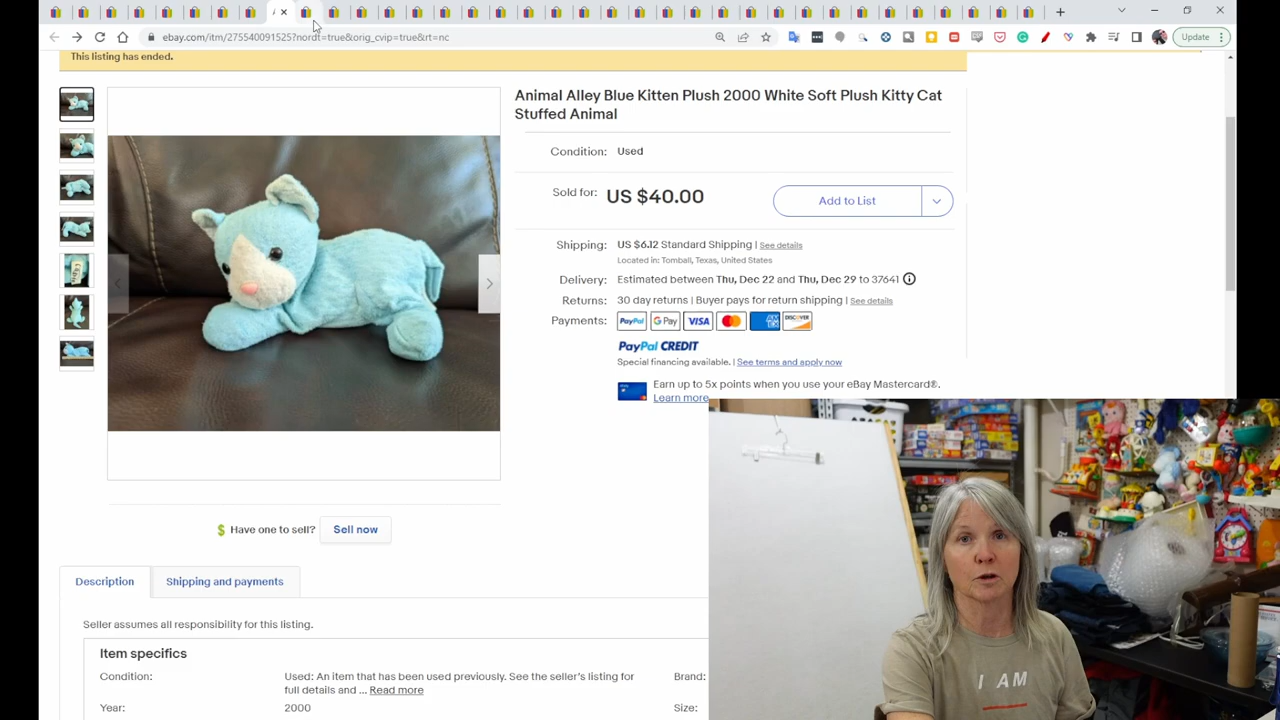 Update
ebay.com/itm/275540091525?nordt=true&orig_cvip=true&rt=nc
This listing has ended.
Animal Alley Blue Kitten Plush 2000 White Soft Plush Kitty Cat
Stuffed Animal
Condition: Used
Sold for: US $40.00
Add to List
Shipping: US $6.12 Standard Shipping | See details
Located in: Tomball, Texas, United States
Delivery: Estimated between Thu, Dec 22 and Thu, Dec 29 to 37641
Returns: 30 day returns | Buyer pays for return shipping | See details
Payments: PayPal G Pay VISA DISCOVER
PayPal CREDIT
Special financing available. | See terms and apply now
Earn up to 5x points when you use your eBay Mastercard®.
Learn more
$ Have one to sell? Sell now
Description Shipping and payments
Seller assumes all responsibility for this listing.
Item specifics
Condition: Used: An item that has been used previously. See the seller's listing for
full details and ... Read more
Brand:
Year: 2000
Size:
I AM